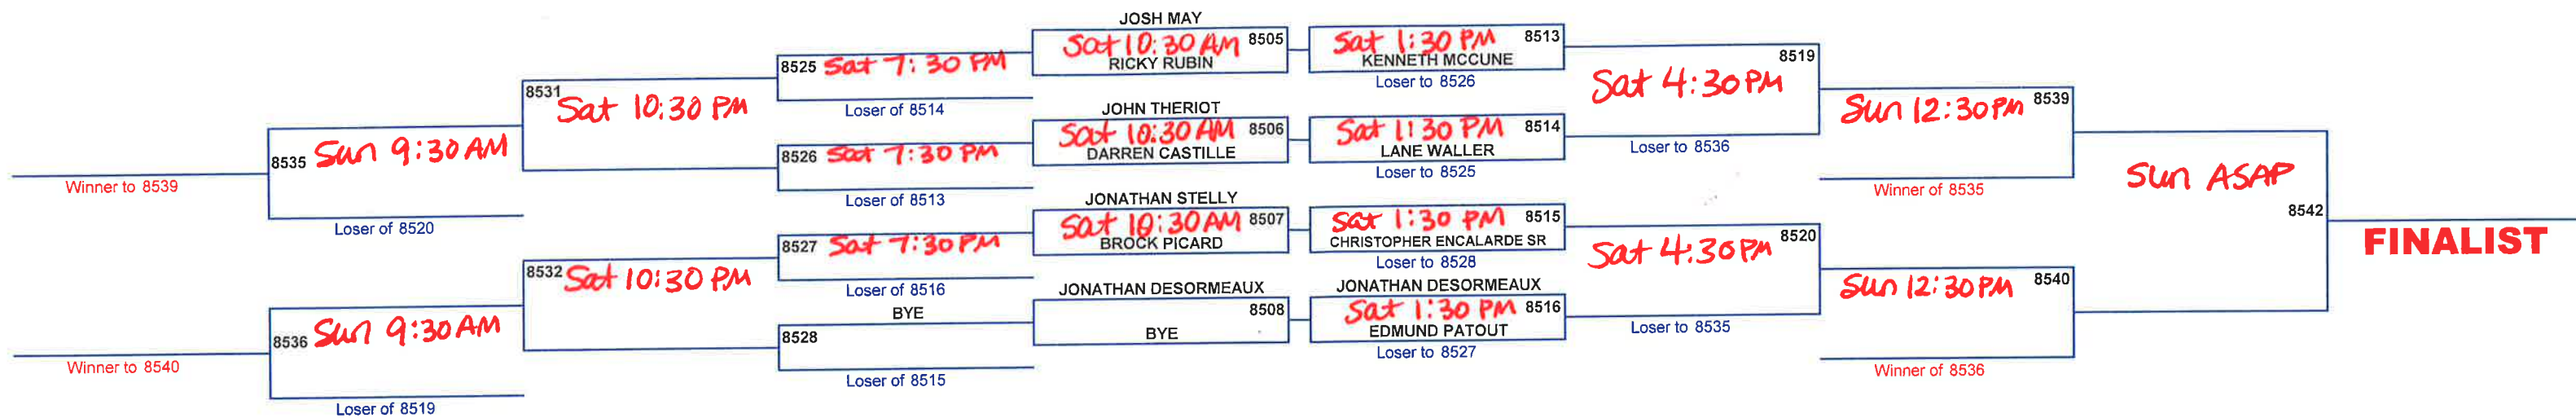 JOSH MAY
Sat 10:30 AM 8505
RICKY RUBIN
Sat 1:30 PM 8513
KENNETH MCCUNE
Loser to 8526
8525 Sat 7:30 PM
Loser of 8514
8519
Sat 4:30 PM
8531
Sat 10:30 PM
JOHN THERIOT
Sat 10:30 AM 8506
DARREN CASTILLE
Sat 1:30 PM 8514
LANE WALLER
Loser to 8525
Loser to 8536
Sun 12:30 PM 8539
8535 Sun 9:30 AM
8526 Sat 7:30 PM
Loser of 8513
Winner to 8539
Winner of 8535
Sun ASAP
8542
FINALIST
Loser of 8520
JONATHAN STELLY
Sat 10:30 AM 8507
BROCK PICARD
Sat 1:30 PM 8515
CHRISTOPHER ENCALARDE SR
Loser to 8528
8527 Sat 7:30 PM
Loser of 8516
8520
Sat 4:30 PM
8532 Sat 10:30 PM
JONATHAN DESORMEAUX
8508
BYE
JONATHAN DESORMEAUX
Sat 1:30 PM 8516
EDMUND PATOUT
Loser to 8527
Loser to 8535
Sun 12:30 PM 8540
BYE
8528
Loser of 8515
8536 Sun 9:30 AM
Winner to 8540
Winner of 8536
Loser of 8519